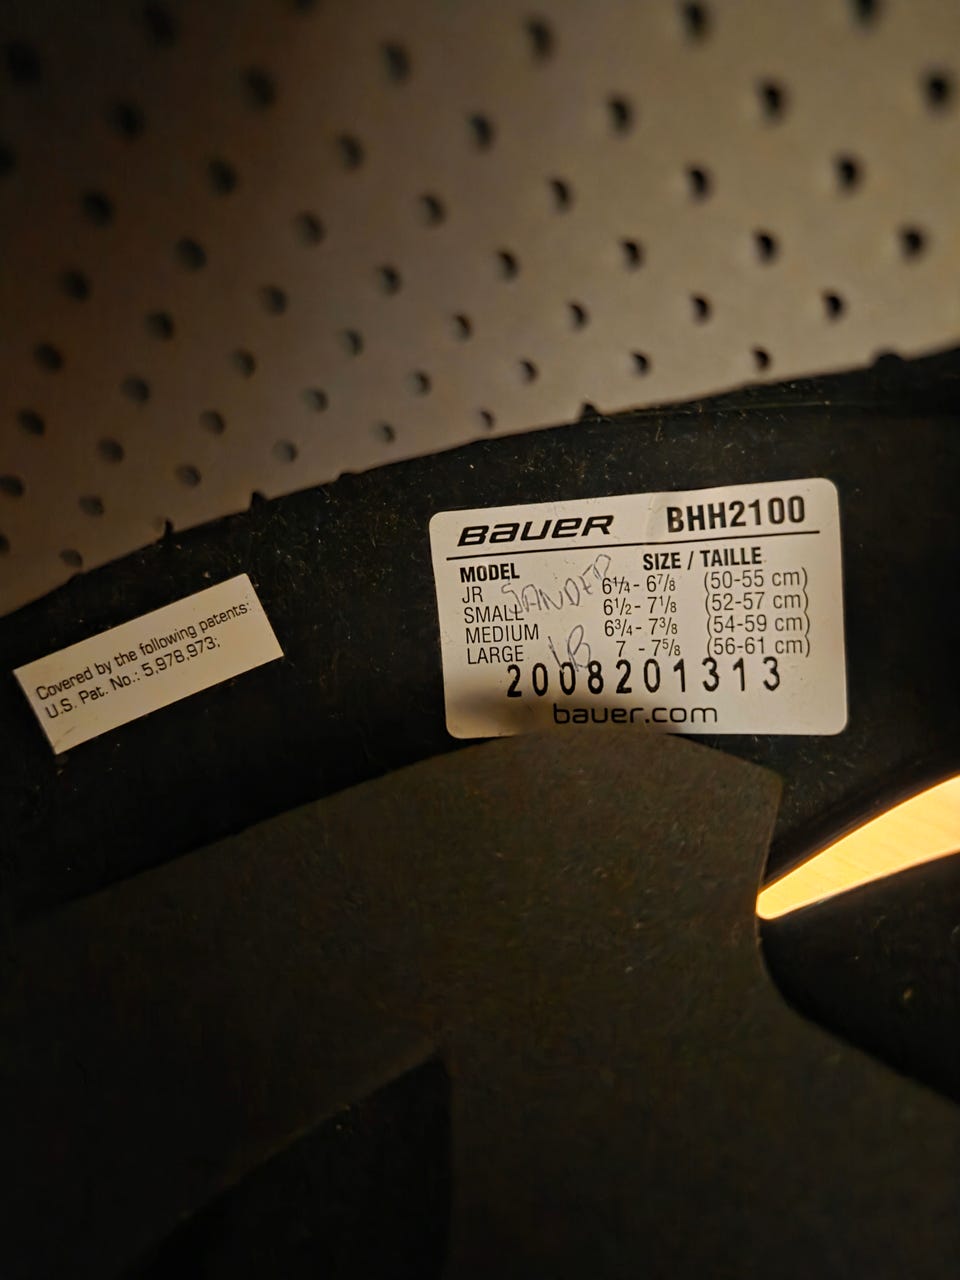 Covered by the following patents:
U.S. Pat. No.: 5,978,973;
BAUER BHH2100
MODEL SIZE / TAILLE
JR 6¼ - 6⅞ (50-55 cm)
SMALL 6½ - 7⅛ (52-57 cm)
MEDIUM 6¾ - 7⅜ (54-59 cm)
LARGE 7 - 7⅝ (56-61 cm)
SANDER
2008201313
bauer.com